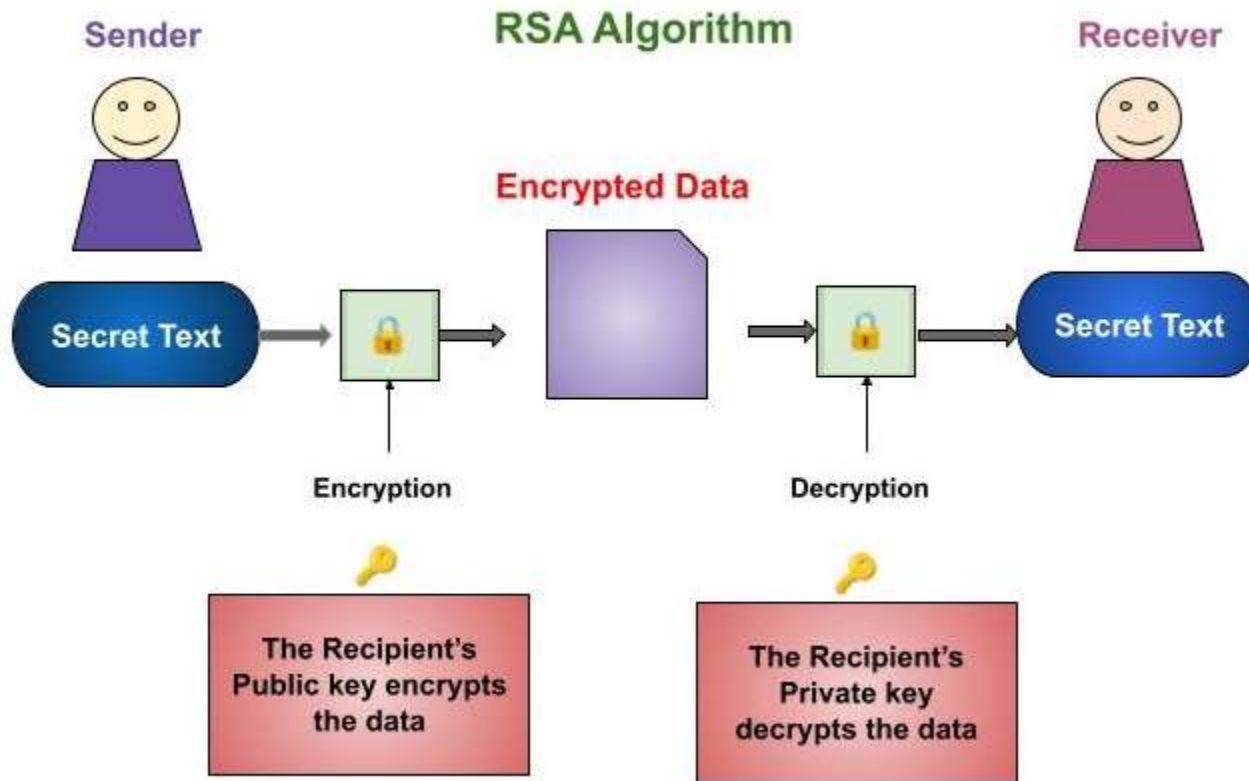 RSA Algorithm
Sender
Receiver
Encrypted Data
Secret Text
Secret Text
Encryption
Decryption
The Recipient’s
Public key encrypts
the data
The Recipient’s
Private key
decrypts the data